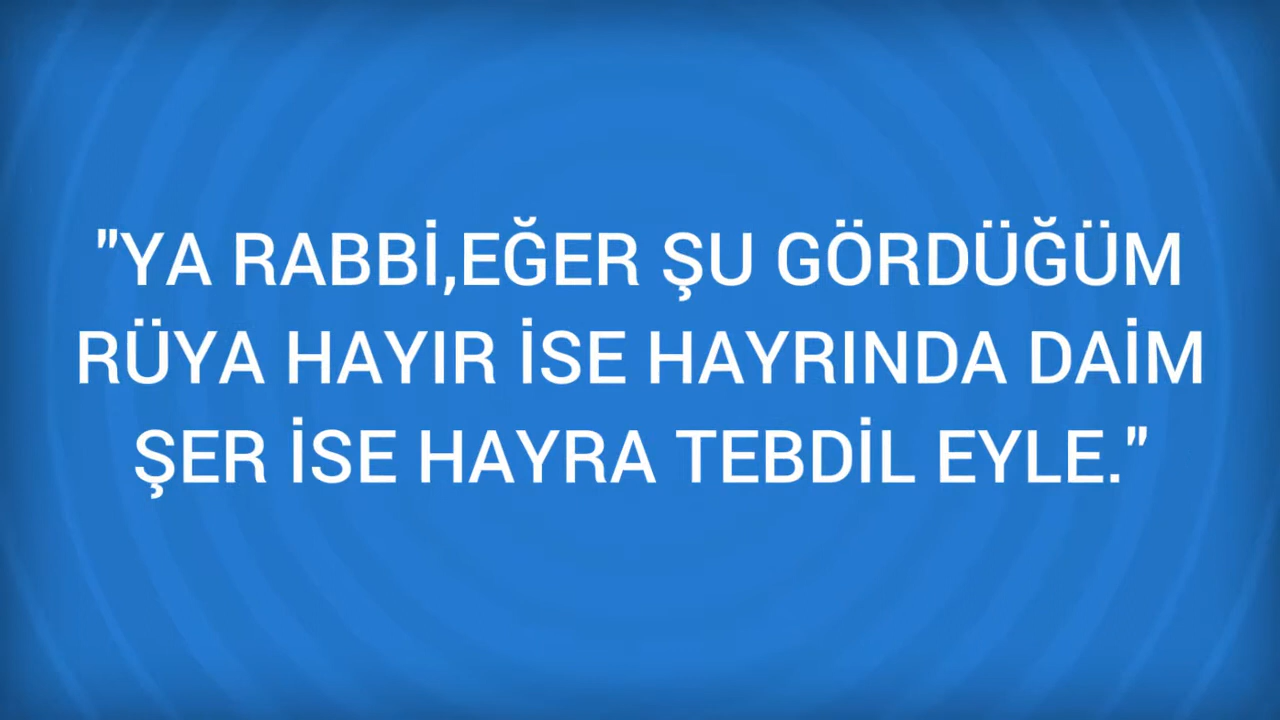 "YA RABBİ,EĞER ŞU GÖRDÜĞÜM
RÜYA HAYIR İSE HAYRINDA DAİM
ŞER İSE HAYRA TEBDİL EYLE."